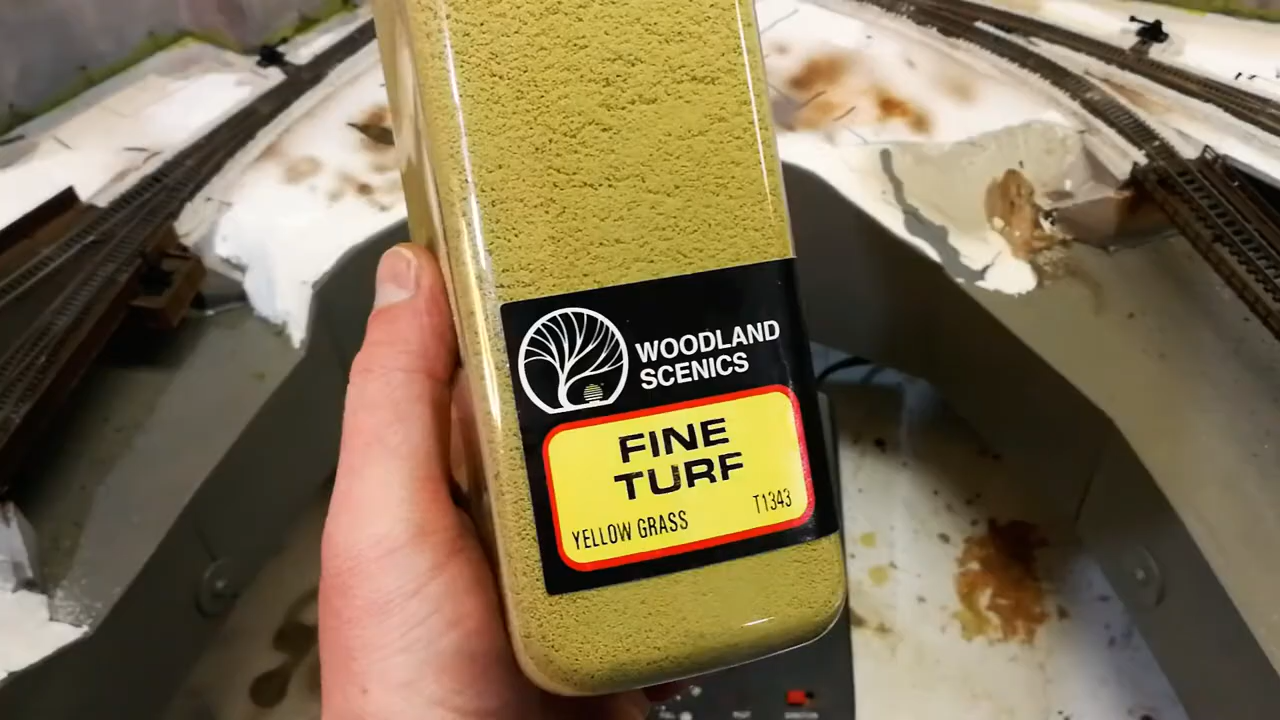 WOODLAND
SCENICS
FINE
TURF
YELLOW GRASS
T1343